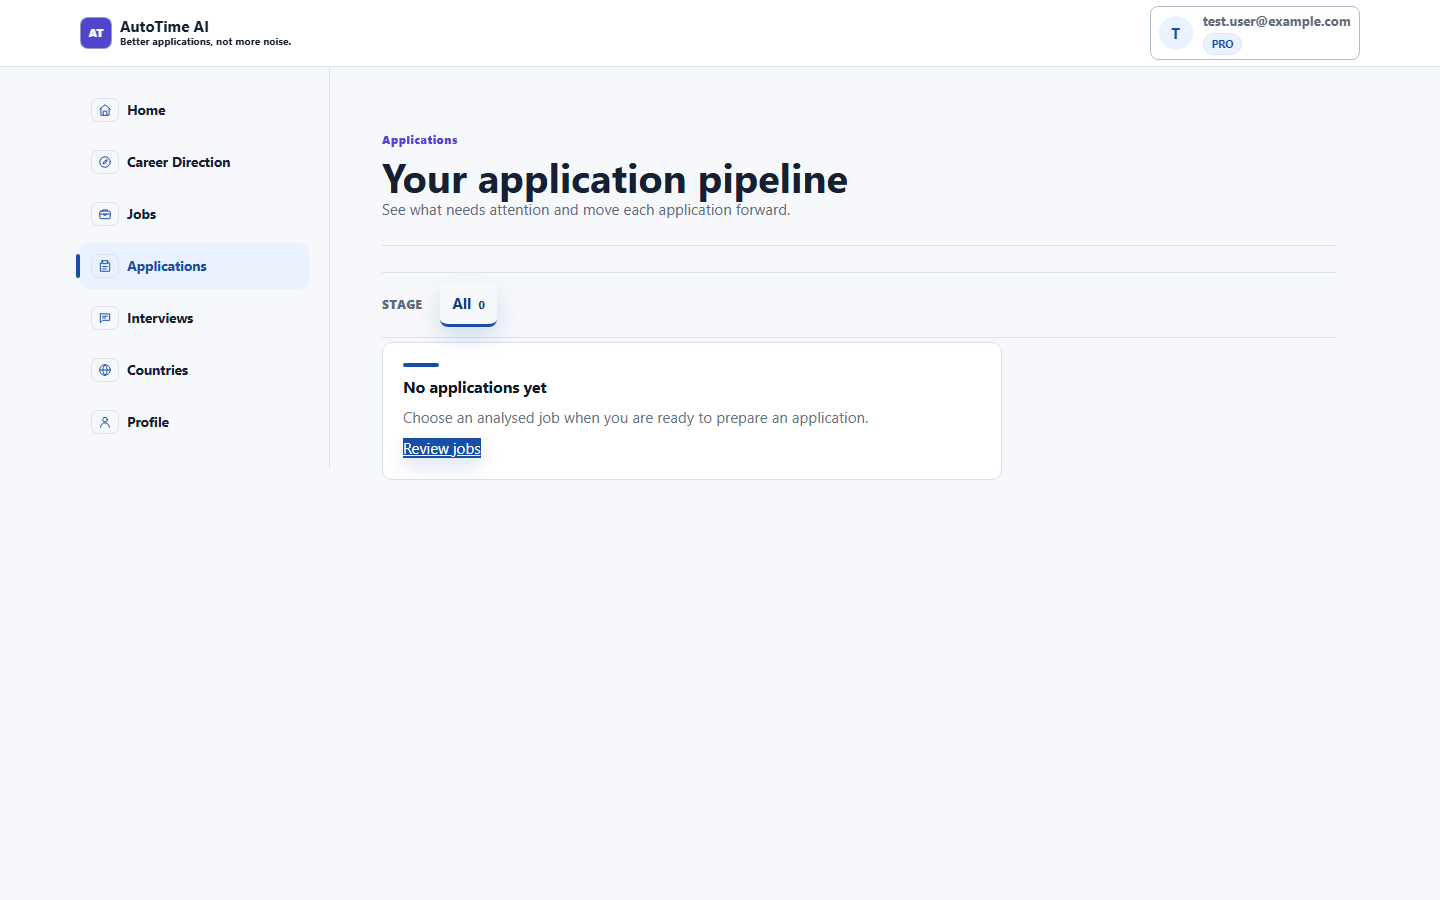 AT
AutoTime AI
Better applications, not more noise.
T
test.user@example.com
PRO
Home
Career Direction
Jobs
Applications
Interviews
Countries
Profile
Applications
Your application pipeline
See what needs attention and move each application forward.
STAGE All 0
No applications yet
Choose an analysed job when you are ready to prepare an application.
Review jobs